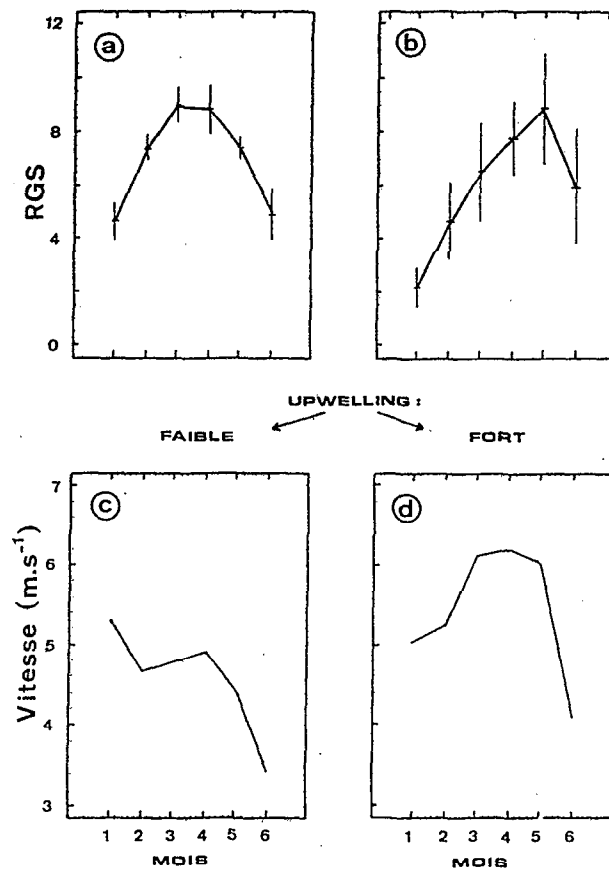 12
8
4
0
RGS
a
b
UPWELLING :
FAIBLE
FORT
7
6
5
4
3
Vitesse (m.s⁻¹)
c
d
1 2 3 4 5 6
MOIS
1 2 3 4 5 6
MOIS